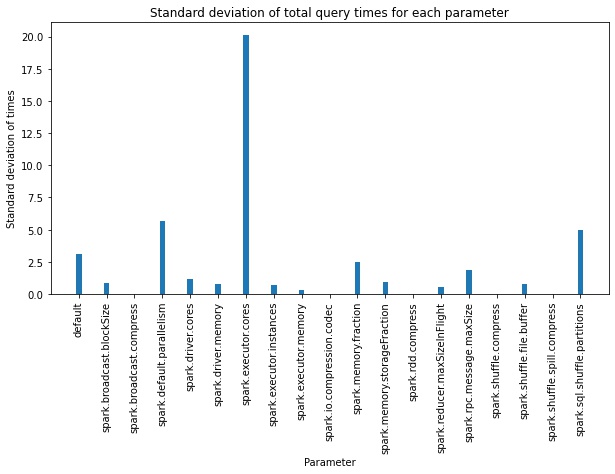 Standard deviation of total query times for each parameter
Standard deviation of times
20.0
17.5
15.0
12.5
10.0
7.5
5.0
2.5
0.0
default
spark.broadcast.blockSize
spark.broadcast.compress
spark.default.parallelism
spark.driver.cores
spark.driver.memory
spark.executor.cores
spark.executor.instances
spark.executor.memory
spark.io.compression.codec
spark.memory.fraction
spark.memory.storageFraction
spark.rdd.compress
spark.reducer.maxSizeInFlight
spark.rpc.message.maxSize
spark.shuffle.compress
spark.shuffle.file.buffer
spark.shuffle.spill.compress
spark.sql.shuffle.partitions
Parameter